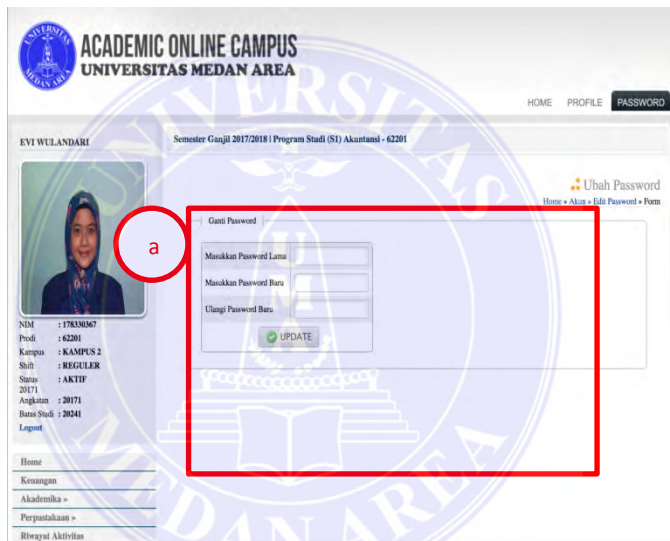 ACADEMIC ONLINE CAMPUS
UNIVERSITAS MEDAN AREA
HOME PROFILE PASSWORD
EVI WULANDARI
Semester Ganjil 2017/2018 | Program Studi (S1) Akuntansi - 62201
Ubah Password
Home » Akun » Edit Password » Form
a
Ganti Password
Masukkan Password Lama
Masukkan Password Baru
Ulangi Password Baru
UPDATE
NIM : 178330367
Prodi : 62201
Kampus : KAMPUS 2
Shift : REGULER
Status : AKTIF
20171
Angkatan : 20171
Batas Studi : 20241
Logout
Home
Keuangan
Akademika »
Perpustakaan »
Riwayat Aktivitas
UNIVERSITAS
MEDAN AREA